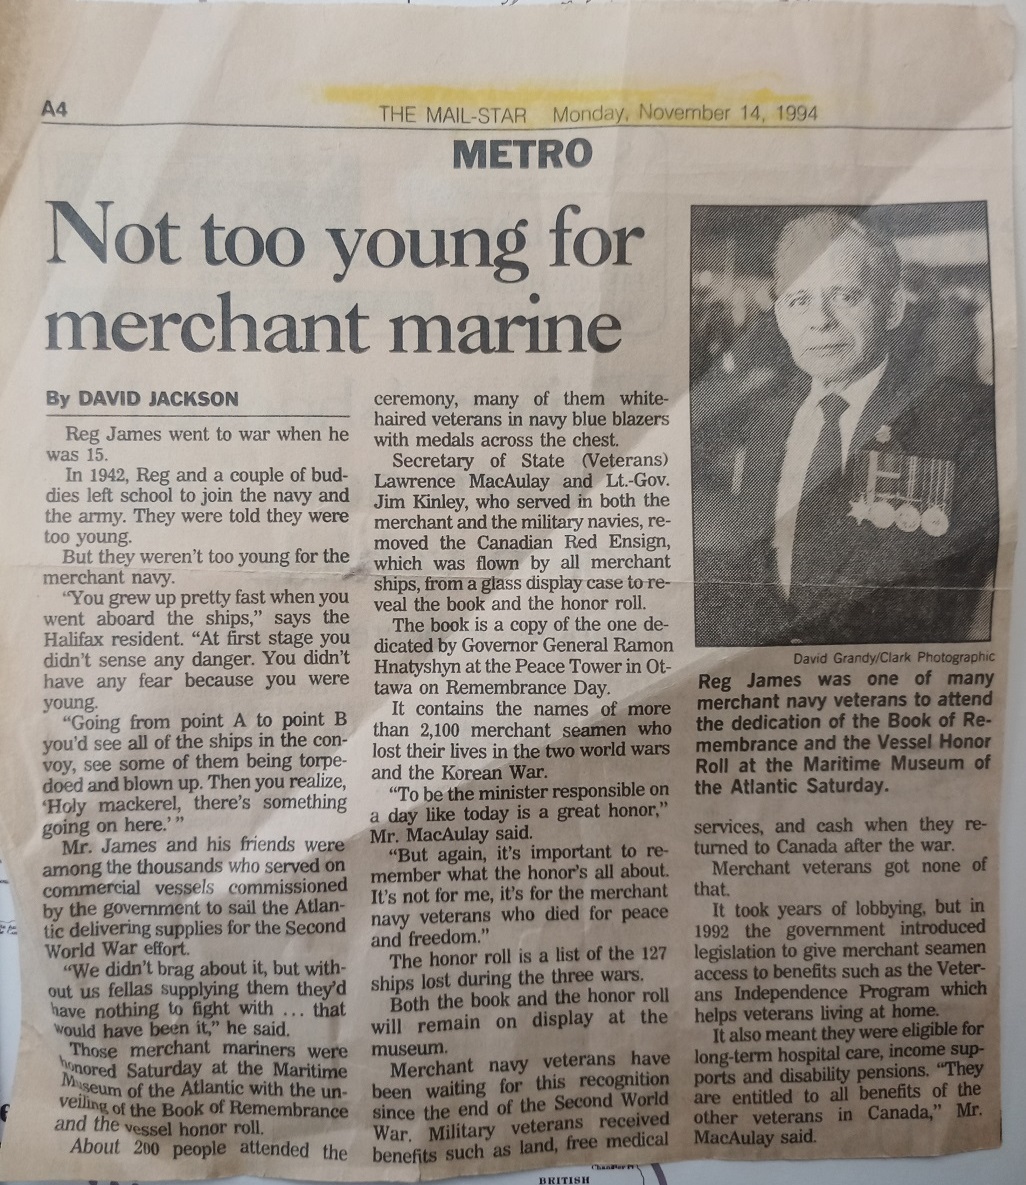 A4
THE MAIL-STAR Monday, November 14, 1994
METRO
Not too young for
merchant marine
By DAVID JACKSON
Reg James went to war when he
was 15.
In 1942, Reg and a couple of bud-
dies left school to join the navy and
the army. They were told they were
too young.
But they weren't too young for the
merchant navy.
"You grew up pretty fast when you
went aboard the ships," says the
Halifax resident. "At first stage you
didn't sense any danger. You didn't
have any fear because you were
young.
"Going from point A to point B
you'd see all of the ships in the con-
voy, see some of them being torpe-
doed and blown up. Then you realize,
'Holy mackerel, there's something
going on here.' "
Mr. James and his friends were
among the thousands who served on
commercial vessels commissioned
by the government to sail the Atlan-
tic delivering supplies for the Second
World War effort.
"We didn't brag about it, but with-
out us fellas supplying them they'd
have nothing to fight with ... that
would have been it," he said.
Those merchant mariners were
honored Saturday at the Maritime
Museum of the Atlantic with the un-
veiling of the Book of Remembrance
and the vessel honor roll.
About 200 people attended the
ceremony, many of them white-
haired veterans in navy blue blazers
with medals across the chest.
Secretary of State (Veterans)
Lawrence MacAulay and Lt.-Gov.
Jim Kinley, who served in both the
merchant and the military navies, re-
moved the Canadian Red Ensign,
which was flown by all merchant
ships, from a glass display case to re-
veal the book and the honor roll.
The book is a copy of the one de-
dicated by Governor General Ramon
Hnatyshyn at the Peace Tower in Ot-
tawa on Remembrance Day.
It contains the names of more
than 2,100 merchant seamen who
lost their lives in the two world wars
and the Korean War.
"To be the minister responsible on
a day like today is a great honor,"
Mr. MacAulay said.
"But again, it's important to re-
member what the honor's all about.
It's not for me, it's for the merchant
navy veterans who died for peace
and freedom."
The honor roll is a list of the 127
ships lost during the three wars.
Both the book and the honor roll
will remain on display at the
museum.
Merchant navy veterans have
been waiting for this recognition
since the end of the Second World
War. Military veterans received
benefits such as land, free medical
David Grandy/Clark Photographic
Reg James was one of many
merchant navy veterans to attend
the dedication of the Book of Re-
membrance and the Vessel Honor
Roll at the Maritime Museum of
the Atlantic Saturday.
services, and cash when they re-
turned to Canada after the war.
Merchant veterans got none of
that.
It took years of lobbying, but in
1992 the government introduced
legislation to give merchant seamen
access to benefits such as the Veter-
ans Independence Program which
helps veterans living at home.
It also meant they were eligible for
long-term hospital care, income sup-
ports and disability pensions. "They
are entitled to all benefits of the
other veterans in Canada," Mr.
MacAulay said.
BRITISH